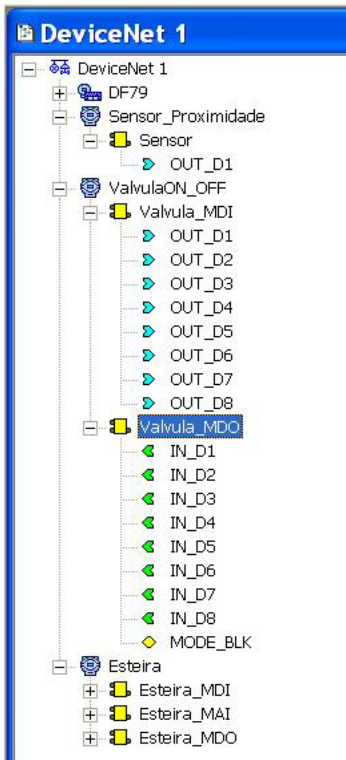 DeviceNet 1
DeviceNet 1
DF79
Sensor_Proximidade
Sensor
OUT_D1
ValvulaON_OFF
Valvula_MDI
OUT_D1
OUT_D2
OUT_D3
OUT_D4
OUT_D5
OUT_D6
OUT_D7
OUT_D8
Valvula_MDO
IN_D1
IN_D2
IN_D3
IN_D4
IN_D5
IN_D6
IN_D7
IN_D8
MODE_BLK
Esteira
Esteira_MDI
Esteira_MAI
Esteira_MDO